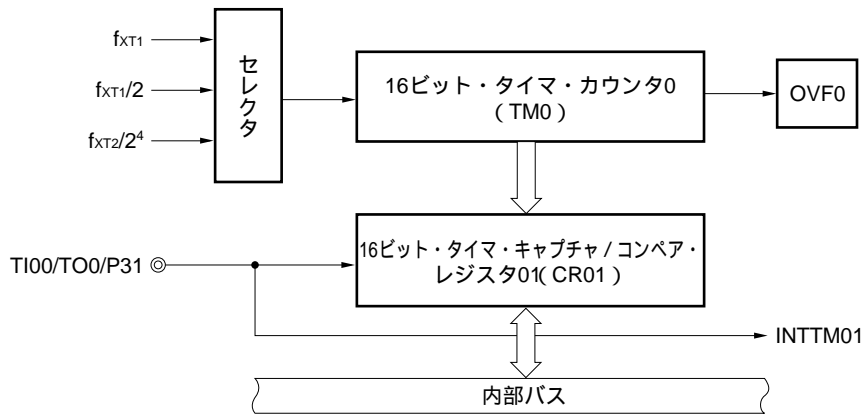 fXT1
fXT1/2
fXT2/2⁴
セレクタ
16ビット・タイマ・カウンタ0
（TM0）
OVF0
16ビット・タイマ・キャプチャ/コンペア・
レジスタ01（CR01）
TI00/TO0/P31
INTTM01
内部バス